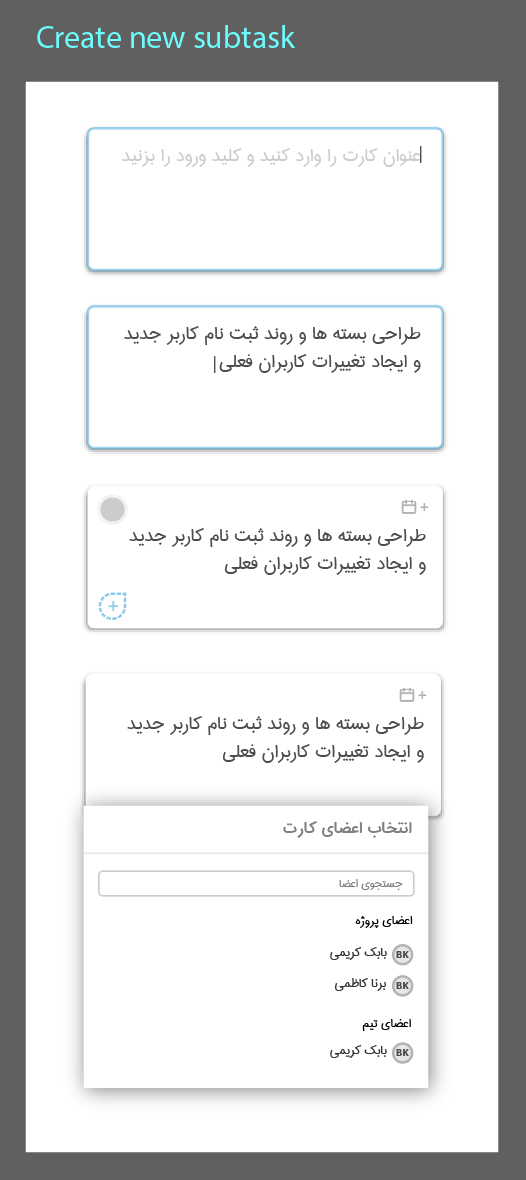 Create new subtask
عنوان کارت را وارد کنید و کلید ورود را بزنید
طراحی بسته ها و روند ثبت نام کاربر جدید
و ایجاد تغییرات کاربران فعلی
+
طراحی بسته ها و روند ثبت نام کاربر جدید
و ایجاد تغییرات کاربران فعلی
+
+
طراحی بسته ها و روند ثبت نام کاربر جدید
و ایجاد تغییرات کاربران فعلی
انتخاب اعضای کارت
جستجوی اعضا
اعضای پروژه
BK بابک کریمی
BK برنا کاظمی
اعضای تیم
BK بابک کریمی